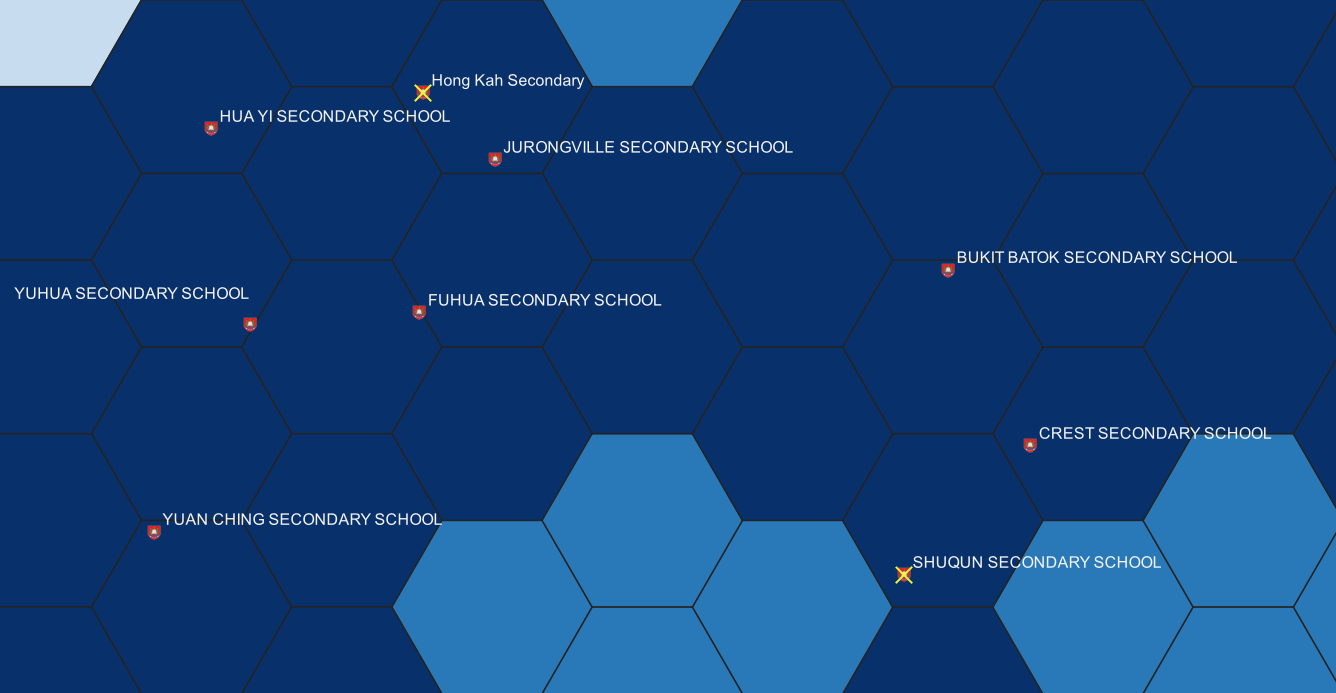 Hong Kah Secondary
HUA YI SECONDARY SCHOOL
JURONGVILLE SECONDARY SCHOOL
BUKIT BATOK SECONDARY SCHOOL
YUHUA SECONDARY SCHOOL
FUHUA SECONDARY SCHOOL
CREST SECONDARY SCHOOL
YUAN CHING SECONDARY SCHOOL
SHUQUN SECONDARY SCHOOL